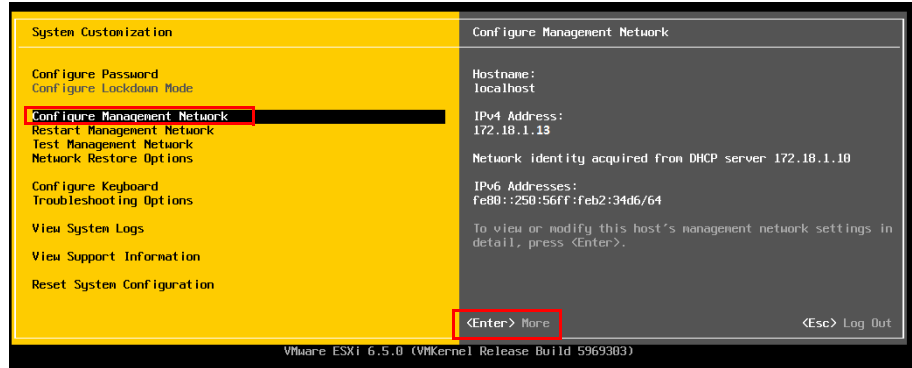 System Customization
Configure Password
Configure Lockdown Mode
Configure Management Network
Restart Management Network
Test Management Network
Network Restore Options
Configure Keyboard
Troubleshooting Options
View System Logs
View Support Information
Reset System Configuration
Configure Management Network
Hostname:
localhost
IPv4 Address:
172.18.1.13
Network identity acquired from DHCP server 172.18.1.10
IPv6 Addresses:
fe80::250:56ff:feb2:34d6/64
To view or modify this host's management network settings in
detail, press <Enter>.
<Enter> More
<Esc> Log Out
VMware ESXi 6.5.0 (VMKernel Release Build 5969303)